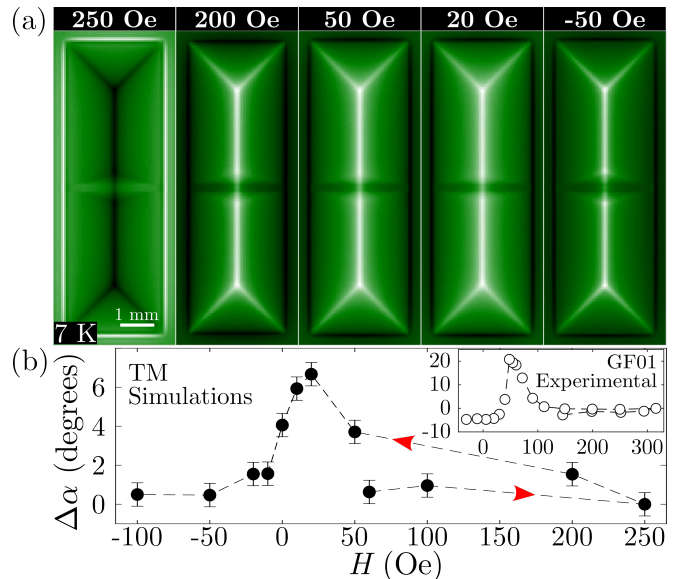 (a)
250 Oe 200 Oe 50 Oe 20 Oe -50 Oe
1 mm
7 K
(b)
TM
Simulations
GF01
Experimental
20
10
0
-10
0 100 200 300
6
4
2
0
Δα (degrees)
-100 -50 0 50 100 150 200 250
H (Oe)